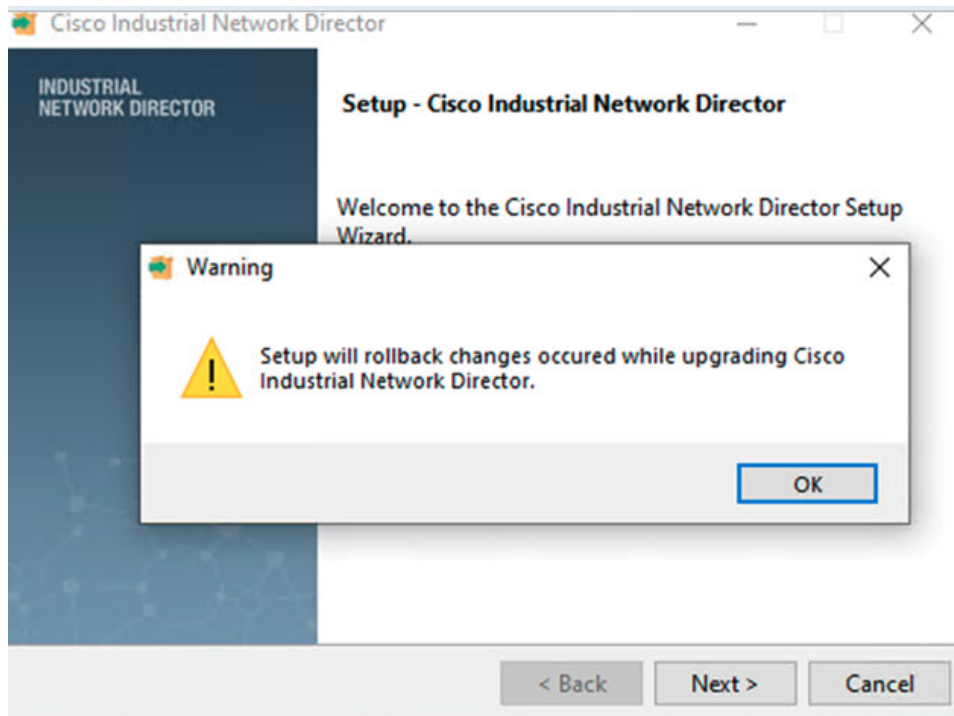 Cisco Industrial Network Director
INDUSTRIAL
NETWORK DIRECTOR
Setup - Cisco Industrial Network Director
Welcome to the Cisco Industrial Network Director Setup
Wizard.
Warning
Setup will rollback changes occured while upgrading Cisco
Industrial Network Director.
OK
< Back
Next >
Cancel